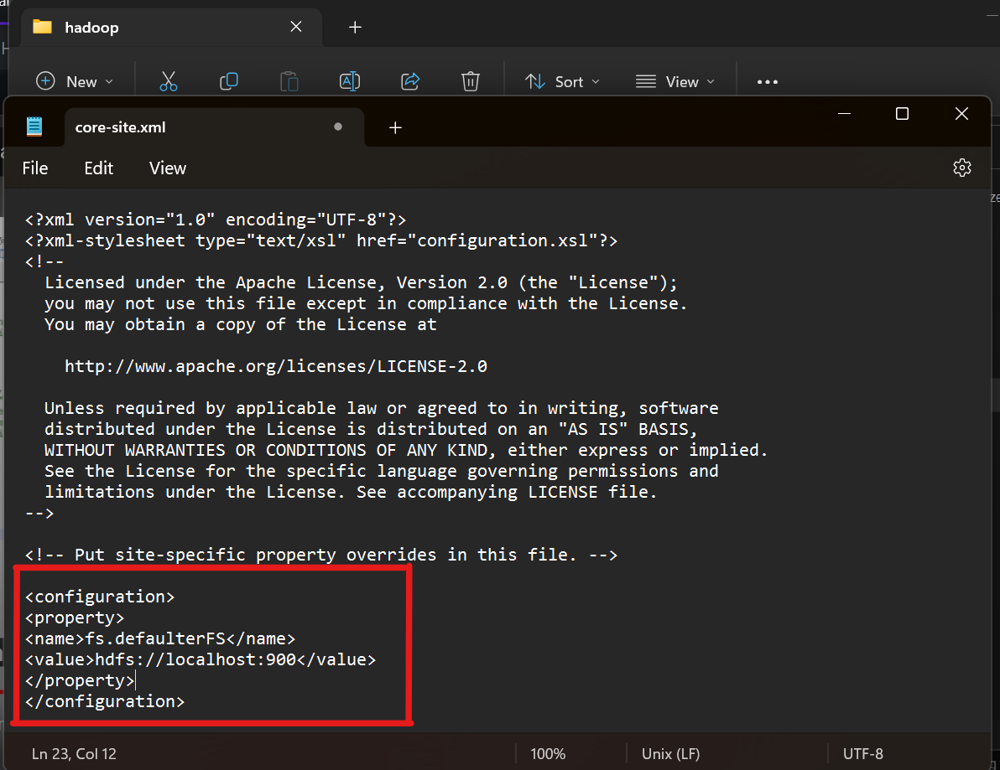 hadoop
New
Sort
View
core-site.xml
File
Edit
View
<?xml version="1.0" encoding="UTF-8"?>
<?xml-stylesheet type="text/xsl" href="configuration.xsl"?>
<!--
Licensed under the Apache License, Version 2.0 (the "License");
you may not use this file except in compliance with the License.
You may obtain a copy of the License at
http://www.apache.org/licenses/LICENSE-2.0
Unless required by applicable law or agreed to in writing, software
distributed under the License is distributed on an "AS IS" BASIS,
WITHOUT WARRANTIES OR CONDITIONS OF ANY KIND, either express or implied.
See the License for the specific language governing permissions and
limitations under the License. See accompanying LICENSE file.
-->
<!-- Put site-specific property overrides in this file. -->
<configuration>
<property>
<name>fs.defaulterFS</name>
<value>hdfs://localhost:900</value>
</property>
</configuration>
Ln 23, Col 12
100%
Unix (LF)
UTF-8